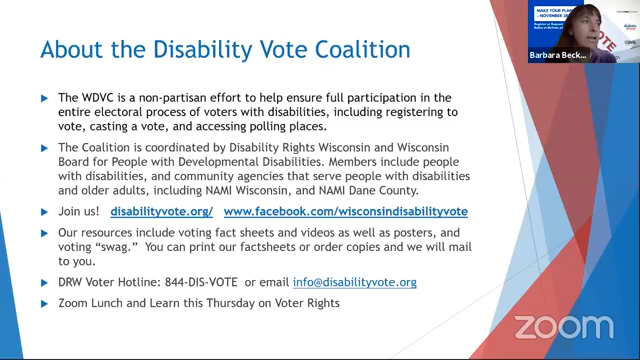 About the Disability Vote Coalition
The WDVC is a non-partisan effort to help ensure full participation in the
entire electoral process of voters with disabilities, including registering to
vote, casting a vote, and accessing polling places.
The Coalition is coordinated by Disability Rights Wisconsin and Wisconsin
Board for People with Developmental Disabilities. Members include people
with disabilities, and community agencies that serve people with disabilities
and older adults, including NAMI Wisconsin, and NAMI Dane County.
Join us! disabilityvote.org/ www.facebook.com/wisconsindisabilityvote
Our resources include voting fact sheets and videos as well as posters, and
voting “swag.” You can print our factsheets or order copies and we will mail
to you.
DRW Voter Hotline: 844-DIS-VOTE or email info@disabilityvote.org
Zoom Lunch and Learn this Thursday on Voter Rights
MAKE YOUR PLAN
Barbara Beck...
zoom